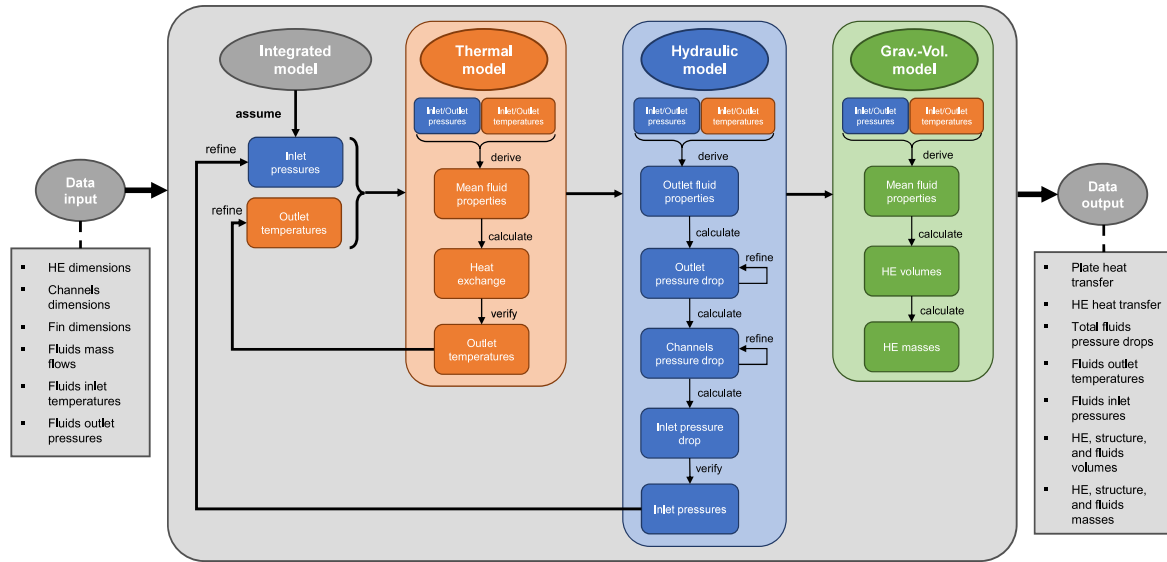 Data
input
▪ HE dimensions
▪ Channels
dimensions
▪ Fin dimensions
▪ Fluids mass
flows
▪ Fluids inlet
temperatures
▪ Fluids outlet
pressures
Integrated
model
assume
refine
Inlet
pressures
refine
Outlet
temperatures
Thermal
model
Inlet/Outlet
pressures
Inlet/Outlet
temperatures
derive
Mean fluid
properties
calculate
Heat
exchange
verify
Outlet
temperatures
Hydraulic
model
Inlet/Outlet
pressures
Inlet/Outlet
temperatures
derive
Outlet fluid
properties
calculate
Outlet
pressure drop
refine
calculate
Channels
pressure drop
refine
calculate
Inlet pressure
drop
verify
Inlet pressures
Grav.-Vol.
model
Inlet/Outlet
pressures
Inlet/Outlet
temperatures
derive
Mean fluid
properties
calculate
HE volumes
calculate
HE masses
Data
output
▪ Plate heat
transfer
▪ HE heat transfer
▪ Total fluids
pressure drops
▪ Fluids outlet
temperatures
▪ Fluids inlet
pressures
▪ HE, structure,
and fluids
volumes
▪ HE, structure,
and fluids
masses